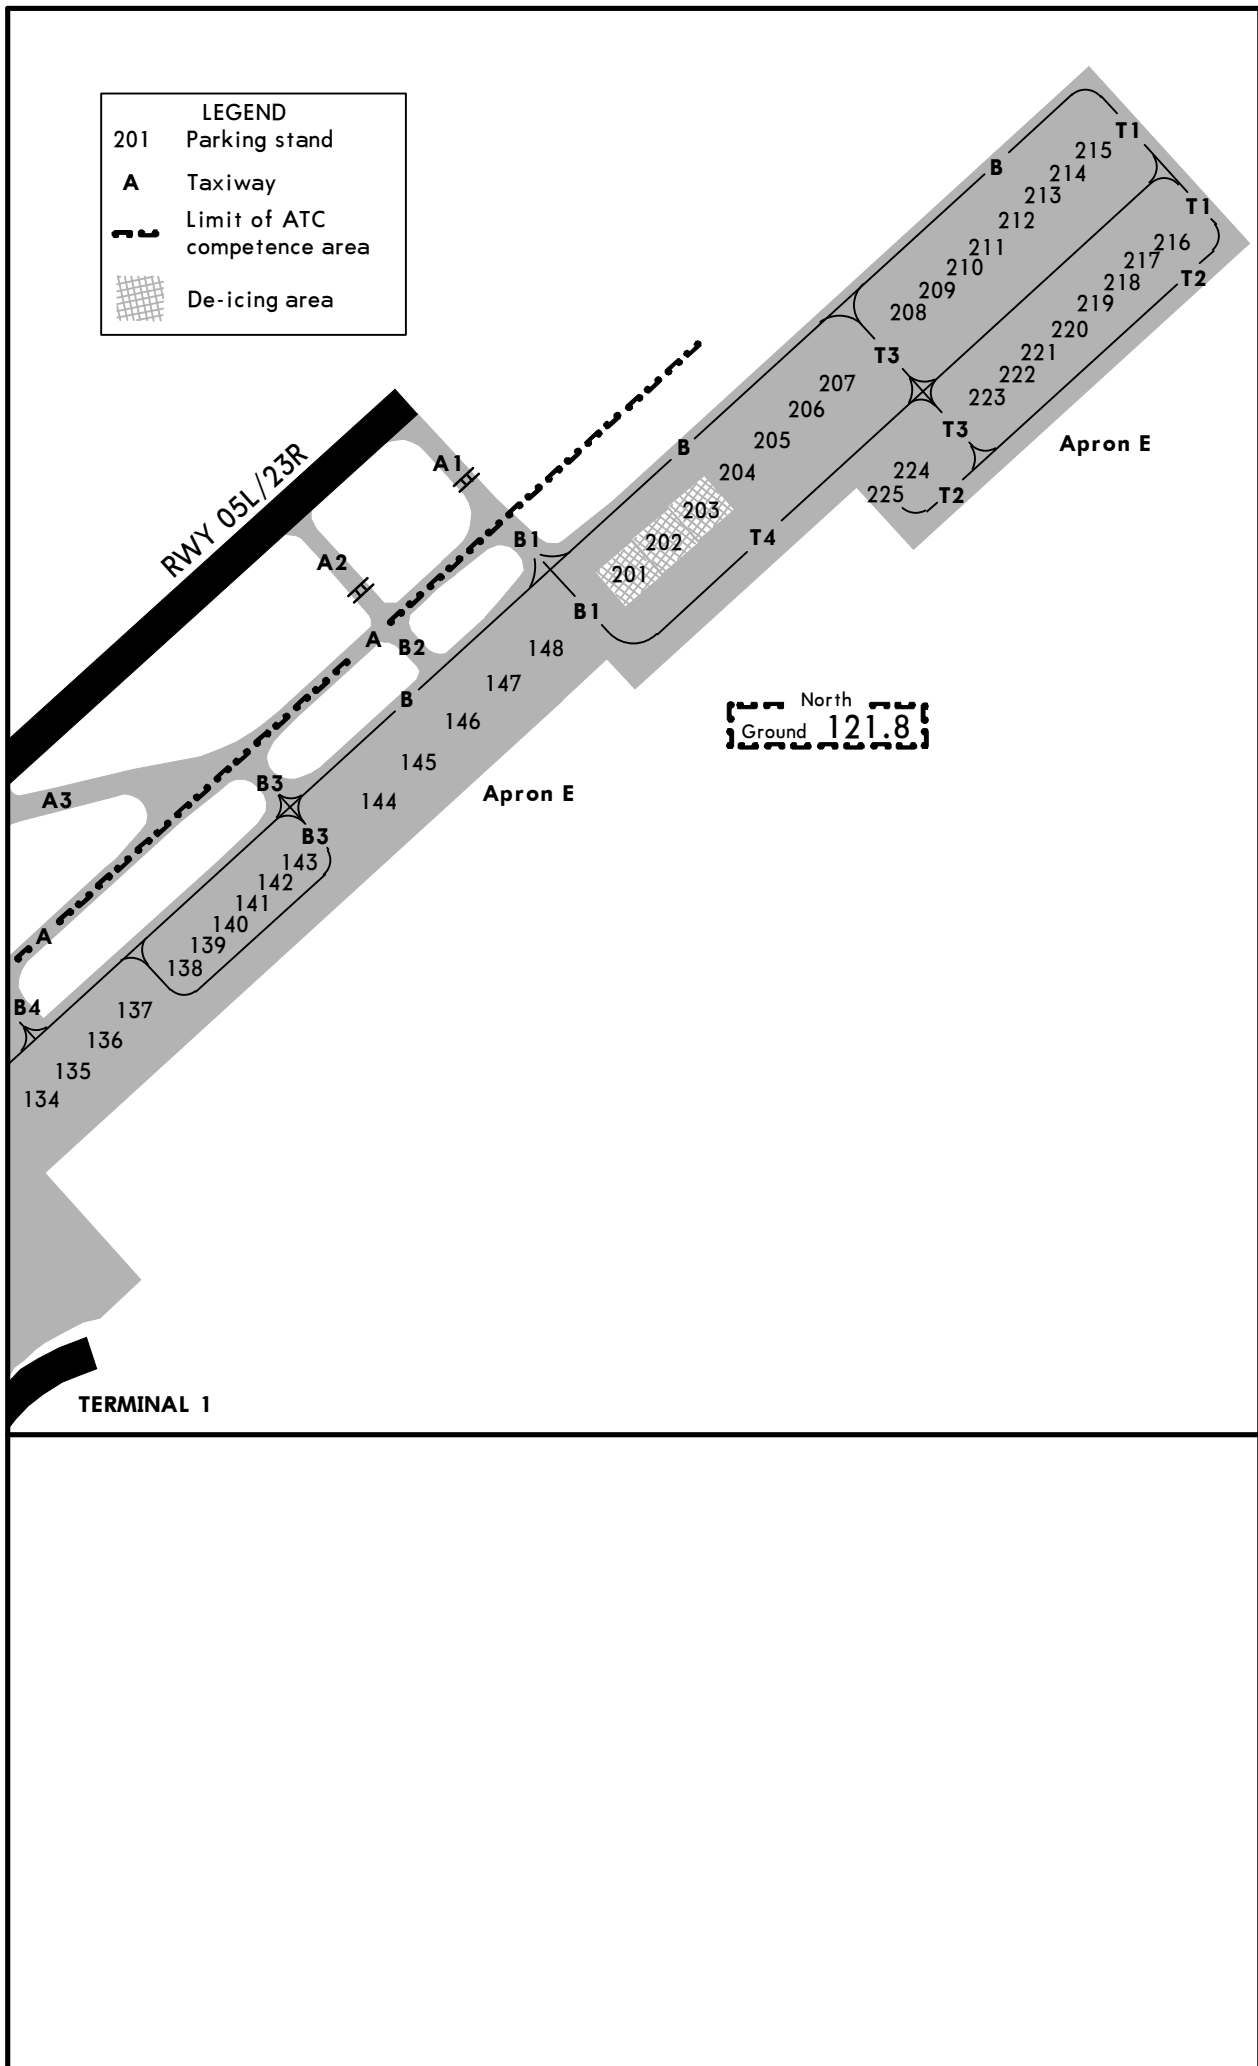 LEGEND
201 Parking stand
A Taxiway
Limit of ATC
competence area
De-icing area
T1
215
B
214
213
T1
212
216
211
217
210
T2
218
209
219
208
220
T3
221
207
222
223
206
T3
205
Apron E
B
A1
RWY 05L/23R
204
224
225
T2
203
T4
B1
202
A2
201
B1
A
B2
148
147
B
North
146
Ground 121.8
145
B3
Apron E
A3
144
B3
143
142
141
140
A
139
138
B4
137
136
135
134
TERMINAL 1